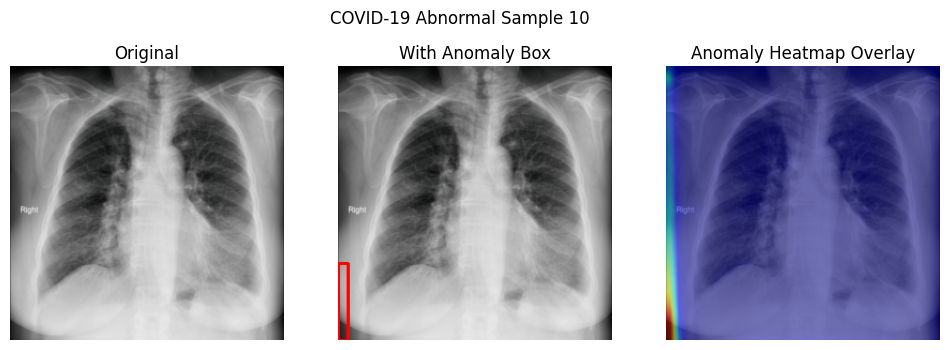 COVID-19 Abnormal Sample 10
Original
With Anomaly Box
Anomaly Heatmap Overlay
Right
Right
Right